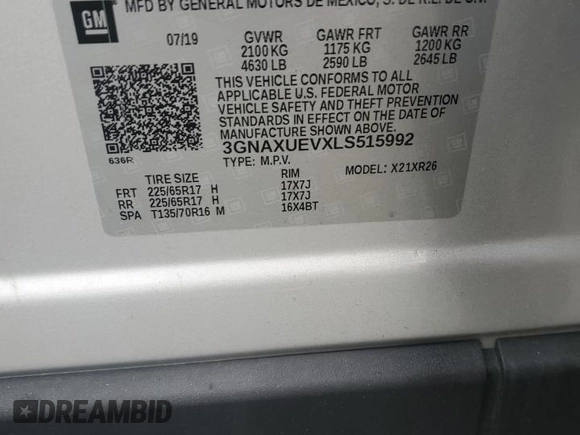 MFD BY GENERAL MOTORS DE MEXICO, S. DE R.L. DE C.V.
GM
07/19 GVWR GAWR FRT GAWR RR
2100 KG 1175 KG 1200 KG
4630 LB 2590 LB 2645 LB
THIS VEHICLE CONFORMS TO ALL
APPLICABLE U.S. FEDERAL MOTOR
VEHICLE SAFETY AND THEFT PREVENTION
STANDARDS IN EFFECT ON THE DATE OF
MANUFACTURE SHOWN ABOVE.
636R 3GNAXUEVXLS515992
TYPE: M.P.V. MODEL: X21XR26
TIRE SIZE RIM
FRT 225/65R17 H 17X7J
RR 225/65R17 H 17X7J
SPA T135/70R16 M 16X4BT
DREAMBID